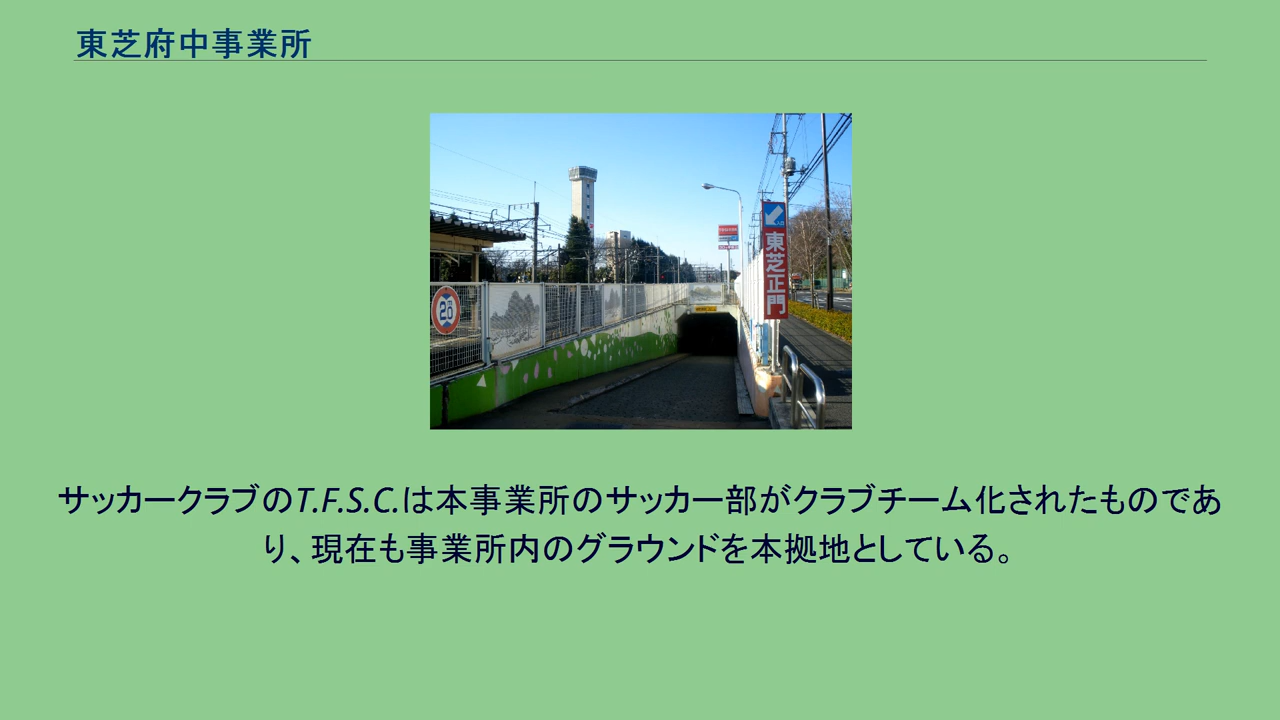 東芝府中事業所
入口
東芝正門
20
サッカークラブのT.F.S.C.は本事業所のサッカー部がクラブチーム化されたものであ
り、現在も事業所内のグラウンドを本拠地としている。